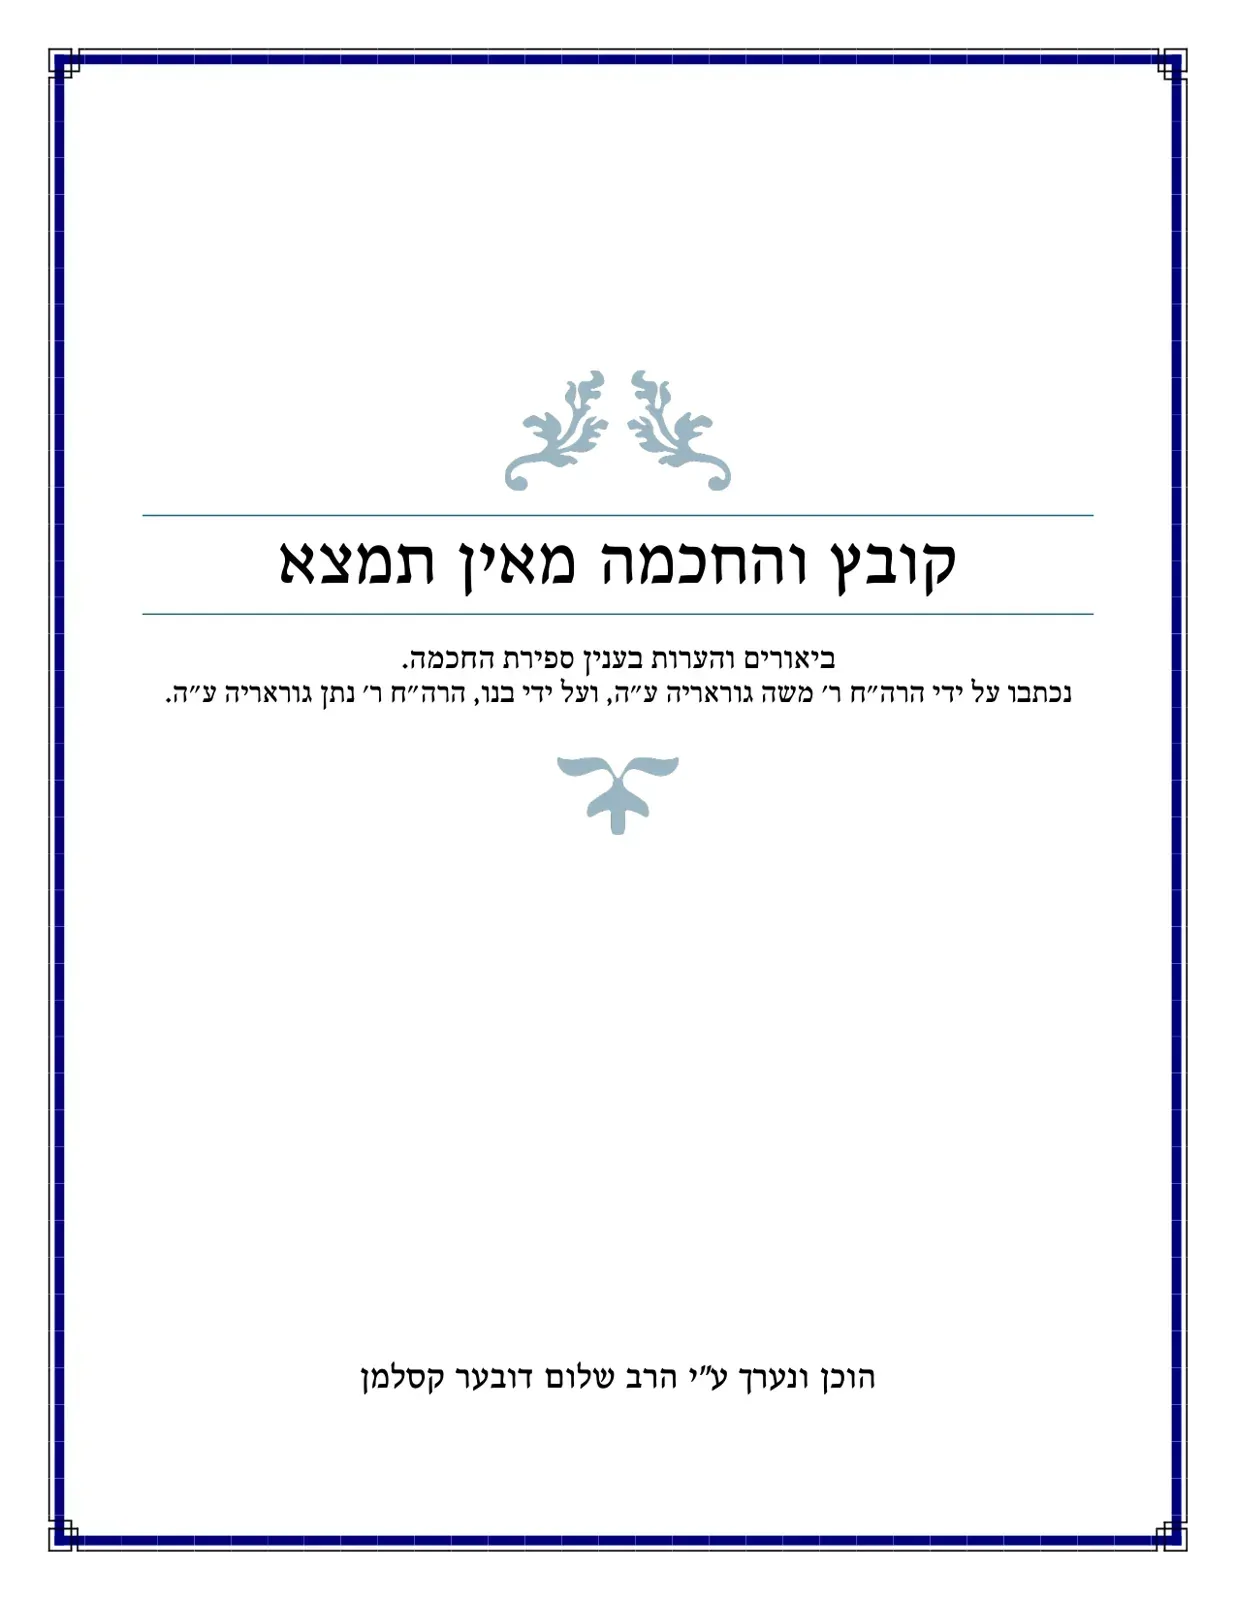 קובץ והחכמה מאין תמצא
ביאורים והערות בענין ספירת החכמה.
נכתבו על ידי הרה"ח ר' משה גוראריה ע"ה, ועל ידי בנו, הרה"ח ר' נתן גוראריה ע"ה.
הוכן ונערך ע"י הרב שלום דובער קסלמן